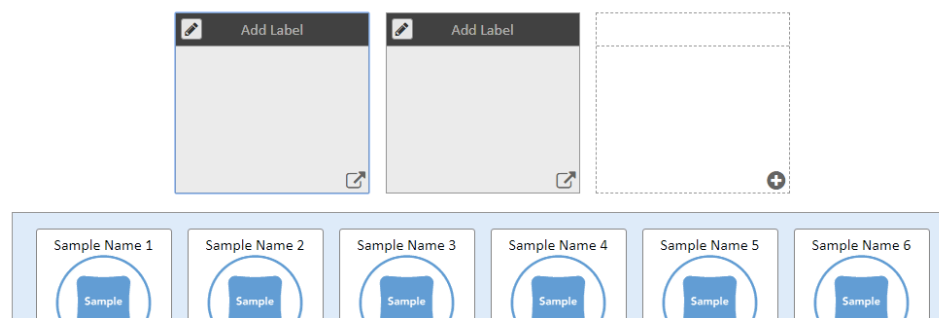 Add Label
Add Label
Sample Name 1
Sample Name 2
Sample Name 3
Sample Name 4
Sample Name 5
Sample Name 6
Sample
Sample
Sample
Sample
Sample
Sample